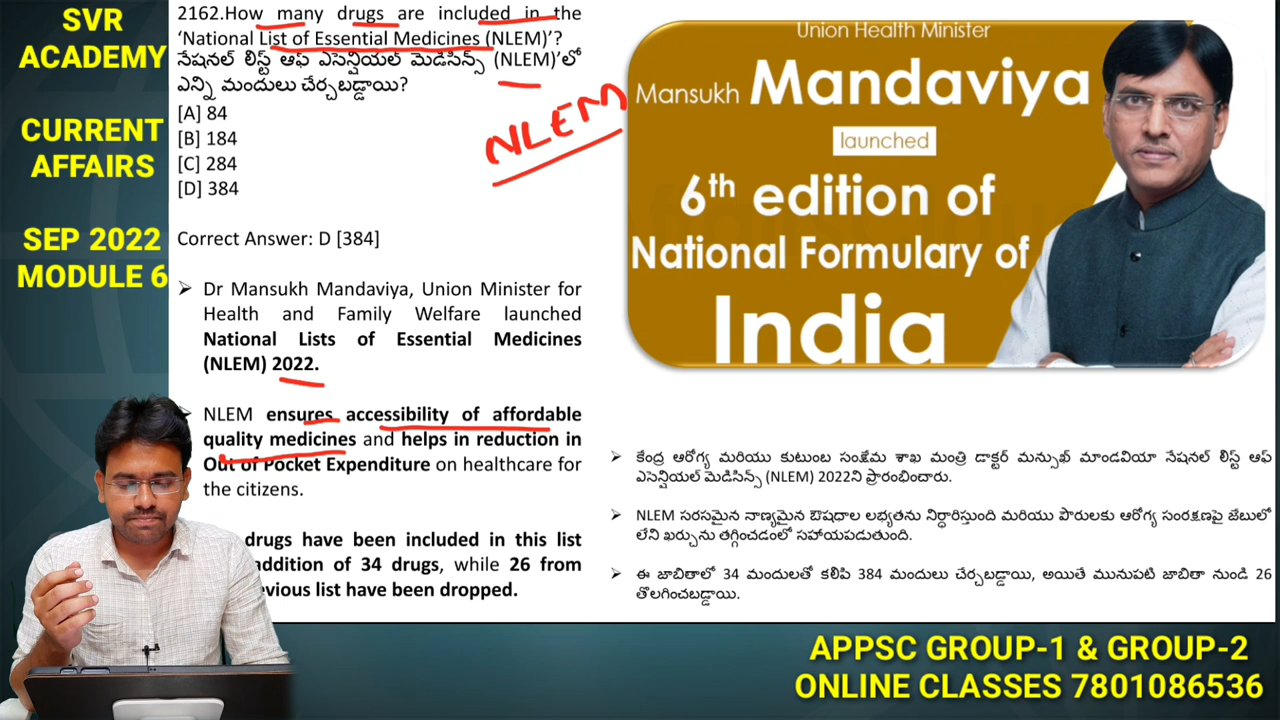 SVR
ACADEMY
CURRENT
AFFAIRS
SEP 2022
MODULE 6
2162.How many drugs are included in the
‘National List of Essential Medicines (NLEM)’?
నేషనల్ లిస్ట్ ఆఫ్ ఎసెన్షియల్ మెడిసిన్స్ (NLEM)’లో
ఎన్ని మందులు చేర్చబడ్డాయి?
[A] 84
[B] 184
[C] 284
[D] 384
Correct Answer: D [384]
➢ Dr Mansukh Mandaviya, Union Minister for
Health and Family Welfare launched
National Lists of Essential Medicines
(NLEM) 2022.
NLEM ensures accessibility of affordable
quality medicines and helps in reduction in
Out of Pocket Expenditure on healthcare for
the citizens.
drugs have been included in this list
addition of 34 drugs, while 26 from
list have been dropped.
NLEM
Union Health Minister
Mansukh Mandaviya
launched
6th edition of
National Formulary of
India
➢ కేంద్ర ఆరోగ్య మరియు కుటుంబ సంక్షేమ శాఖ మంత్రి డాక్టర్ మన్సుఖ్ మాండవియా నేషనల్ లిస్ట్ ఆఫ్
ఎసెన్షియల్ మెడిసిన్స్ (NLEM) 2022ని ప్రారంభించారు.
➢ NLEM సరసమైన నాణ్యమైన ఔషధాల లభ్యతను నిర్ధారిస్తుంది మరియు పౌరులకు ఆరోగ్య సంరక్షణపై జేబులో
లేని ఖర్చును తగ్గించడంలో సహాయపడుతుంది.
➢ ఈ జాబితాలో 34 మందులతో కలిపి 384 మందులు చేర్చబడ్డాయి, అయితే మునుపటి జాబితా నుండి 26
తొలగించబడ్డాయి.
APPSC GROUP-1 & GROUP-2
ONLINE CLASSES 7801086536